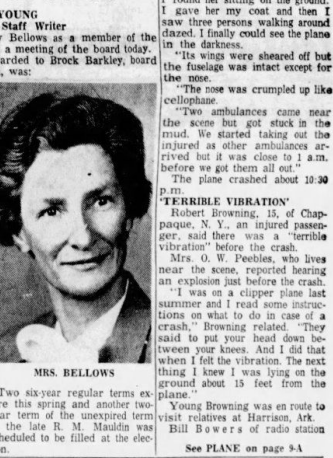 YOUNG
Staff Writer
Bellows as a member of the
a meeting of the board today.
arded to Brock Barkley, board
, was:
MRS. BELLOWS
Two six-year regular terms ex-
re this spring and another two-
ar term of the unexpired term
the late R. M. Mauldin was
heduled to be filled at the elec-
n.
I found her sitting on the ground.
I gave her my coat and then I
saw three persons walking around
dazed. I finally could see the plane
in the darkness.
"Its wings were sheared off but
the fuselage was intact except for
the nose.
"The nose was crumpled up like
cellophane.
"Two ambulances came near
the scene but got stuck in the
mud. We started taking out the
injured as other ambulances ar-
rived but it was close to 1 a.m.
before we got them all out."
The plane crashed about 10:30
p.m.
'TERRIBLE VIBRATION'
Robert Browning, 15, of Chap-
paque, N. Y., an injured passen-
ger, said there was a "terrible
vibration" before the crash.
Mrs. O. W. Peebles, who lives
near the scene, reported hearing
an explosion just before the crash.
"I was on a clipper plane last
summer and I read some instruc-
tions on what to do in case of a
crash," Browning related. "They
said to put your head down be-
tween your knees. And I did that
when I felt the vibration. The next
thing I knew I was lying on the
ground about 15 feet from the
plane."
Young Browning was en route to
visit relatives at Harrison, Ark.
Bill Bowers of radio station
See PLANE on page 9-A